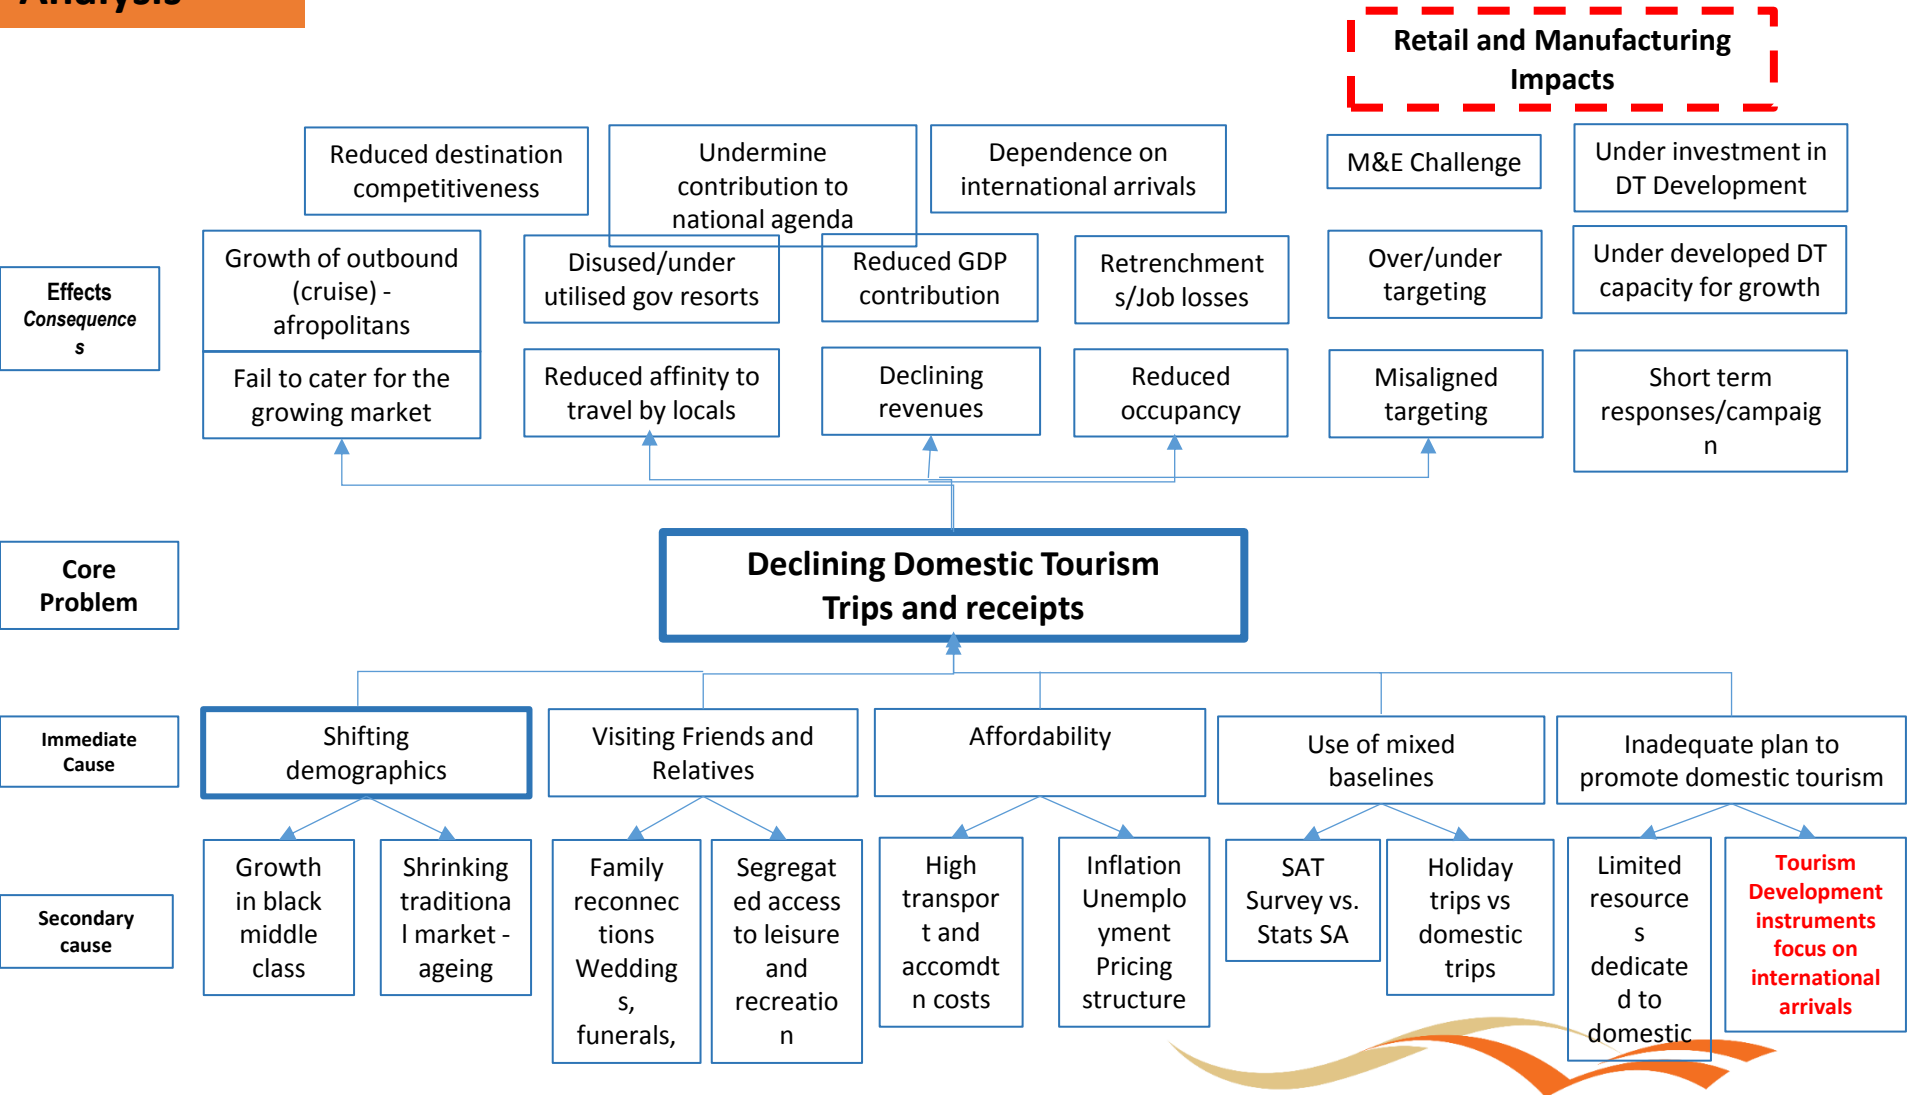 Analysis
Retail and Manufacturing
Impacts
Reduced destination
competitiveness
Undermine
contribution to
national agenda
Dependence on
international arrivals
M&E Challenge
Under investment in
DT Development
Effects
Consequence
s
Growth of outbound
(cruise) -
afropolitans
Disused/under
utilised gov resorts
Reduced GDP
contribution
Retrenchment
s/Job losses
Over/under
targeting
Under developed DT
capacity for growth
Fail to cater for the
growing market
Reduced affinity to
travel by locals
Declining
revenues
Reduced
occupancy
Misaligned
targeting
Short term
responses/campaig
n
Core
Problem
Declining Domestic Tourism
Trips and receipts
Immediate
Cause
Shifting
demographics
Visiting Friends and
Relatives
Affordability
Use of mixed
baselines
Inadequate plan to
promote domestic tourism
Secondary
cause
Growth
in black
middle
class
Shrinking
traditiona
l market -
ageing
Family
reconnec
tions
Wedding
s,
funerals,
Segregat
ed access
to leisure
and
recreatio
n
High
transpor
t and
accomdt
n costs
Inflation
Unemplo
yment
Pricing
structure
SAT
Survey vs.
Stats SA
Holiday
trips vs
domestic
trips
Limited
resource
s
dedicate
d to
domestic
Tourism
Development
instruments
focus on
international
arrivals